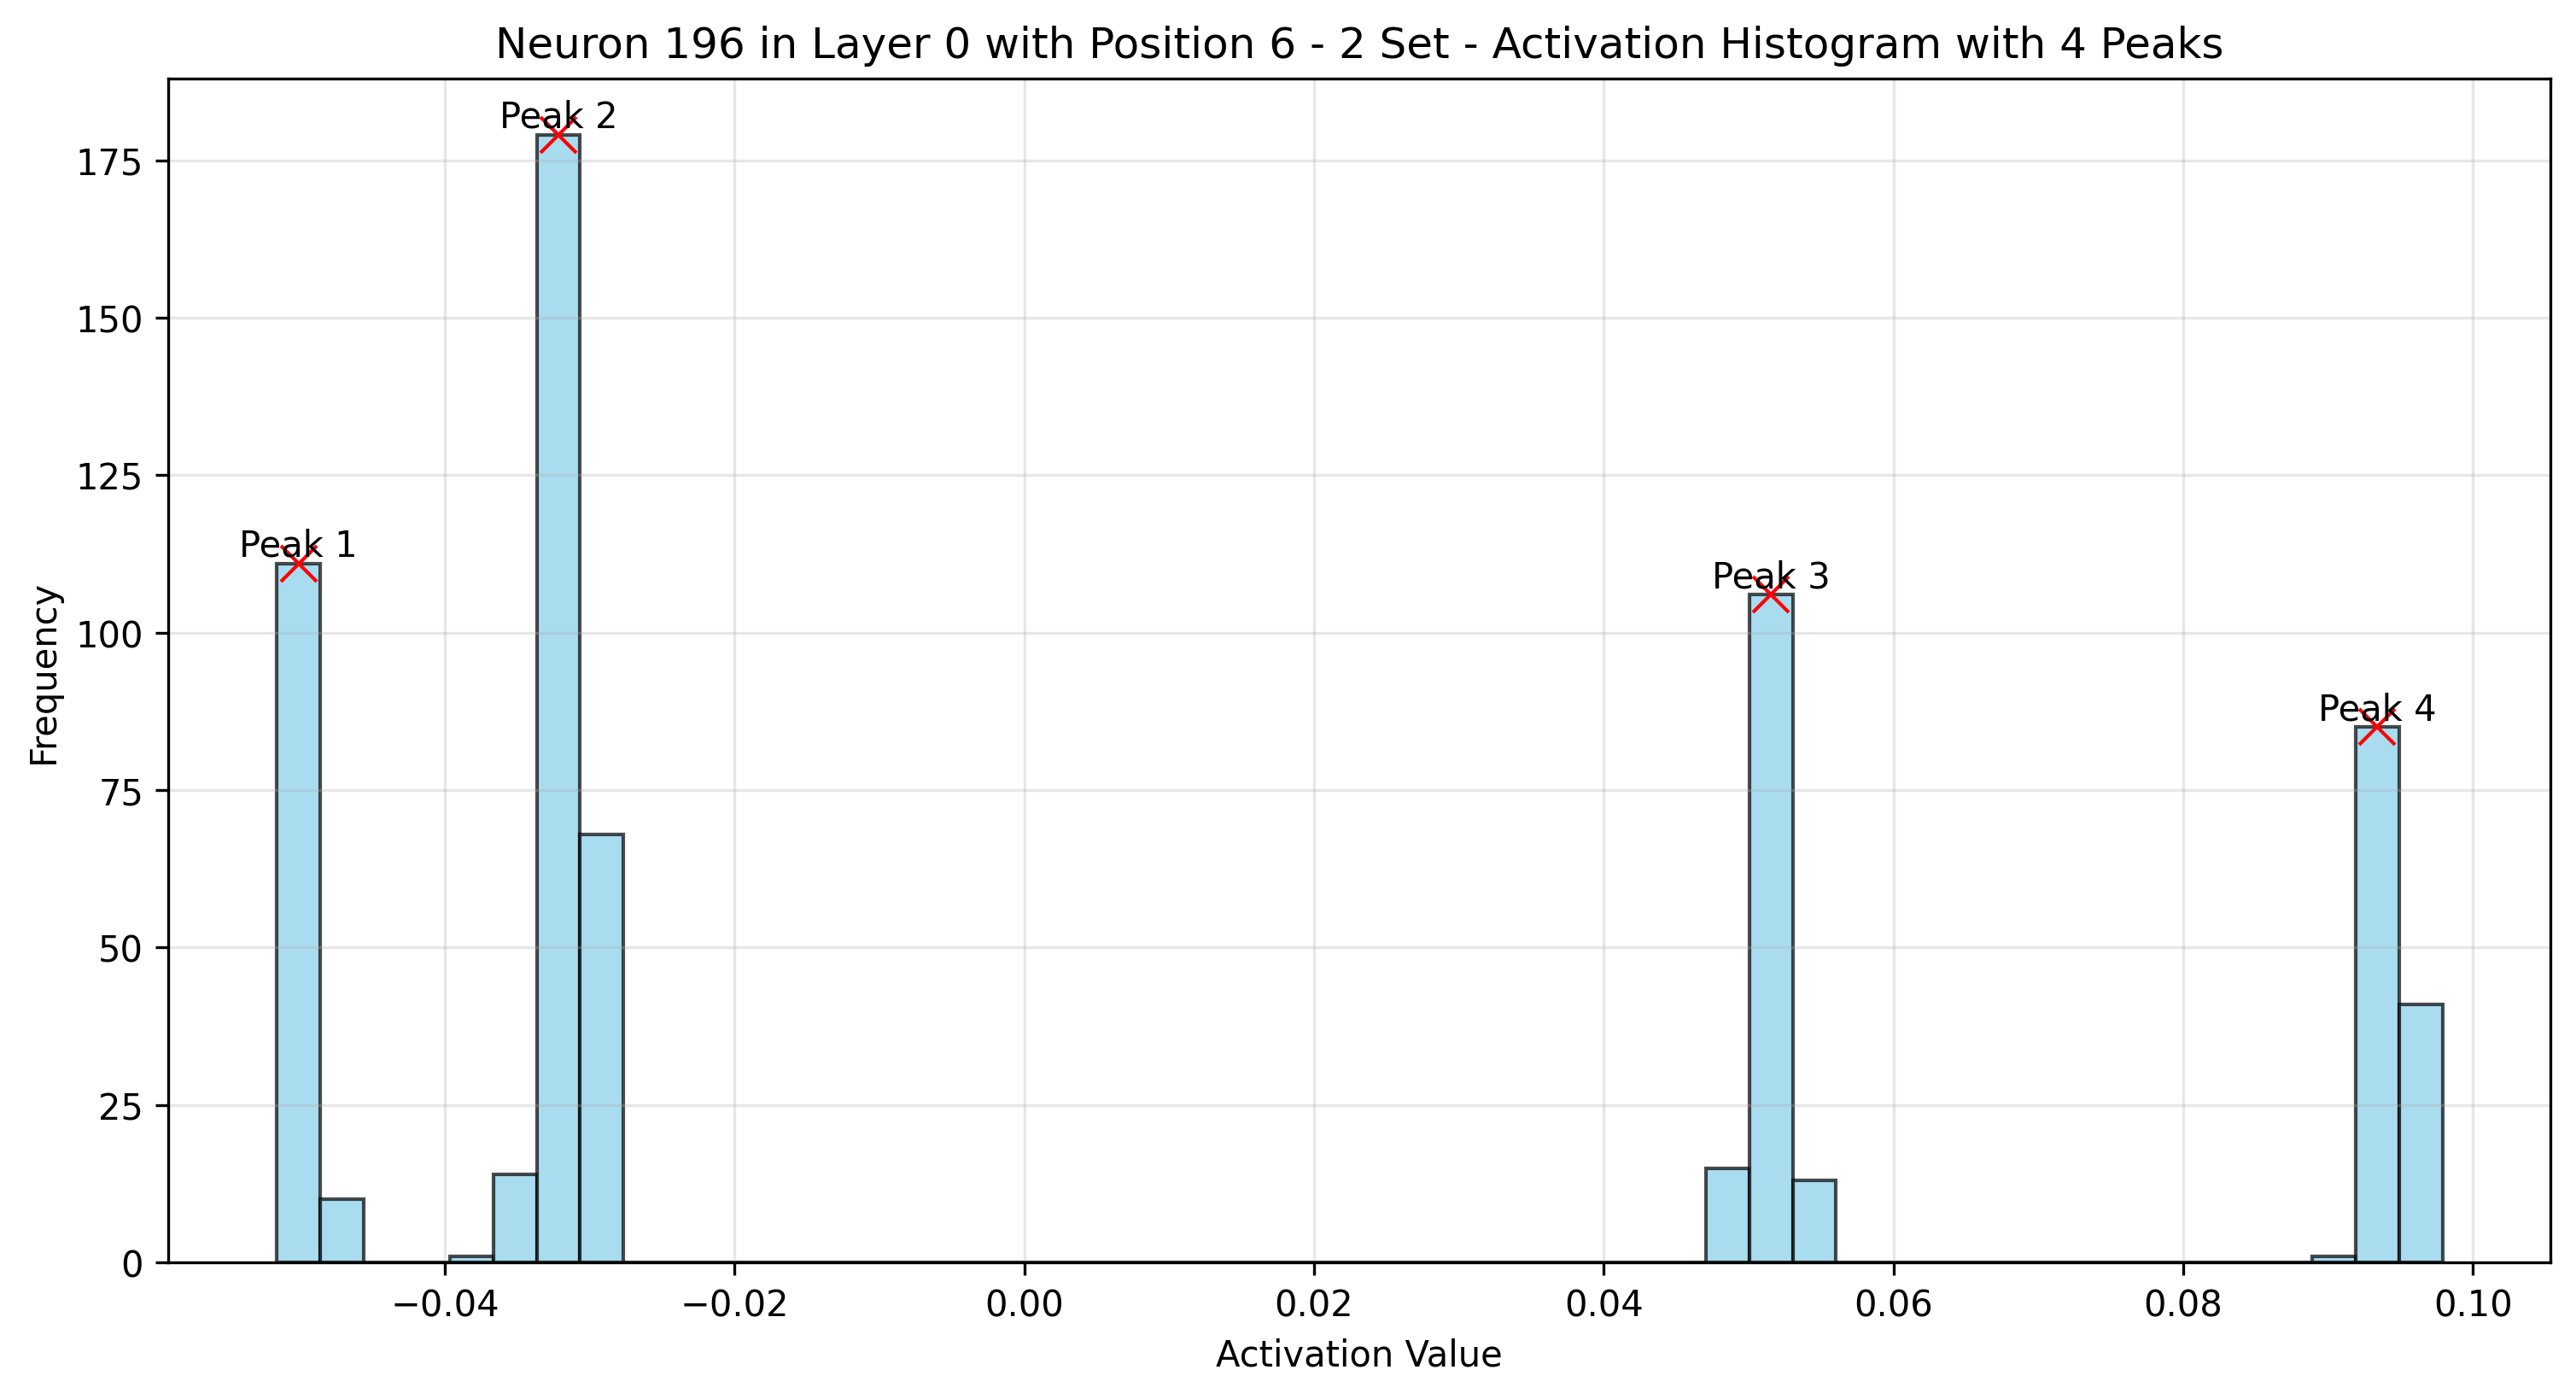 Neuron 196 in Layer 0 with Position 6 - 2 Set - Activation Histogram with 4 Peaks
Peak 2
175
150
125
Peak 1
Peak 3
100
Peak 4
75
50
25
0
Frequency
−0.04
−0.02
0.00
0.02
0.04
0.06
0.08
0.10
Activation Value